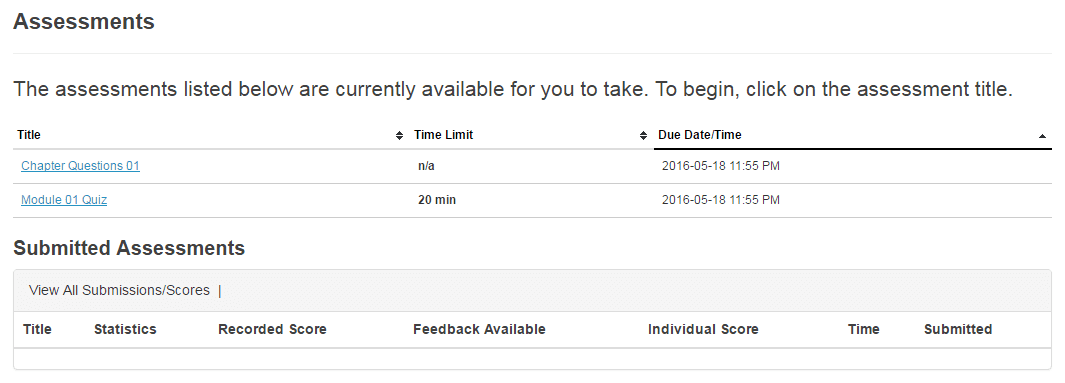 Assessments
The assessments listed below are currently available for you to take. To begin, click on the assessment title.
Title Time Limit Due Date/Time
Chapter Questions 01 n/a 2016-05-18 11:55 PM
Module 01 Quiz 20 min 2016-05-18 11:55 PM
Submitted Assessments
View All Submissions/Scores |
Title Statistics Recorded Score Feedback Available Individual Score Time Submitted